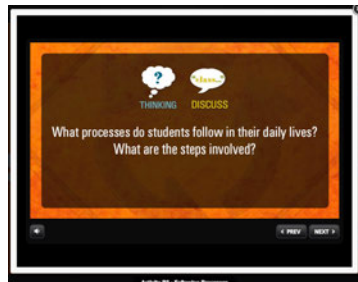 ?
"class..."
THINKING DISCUSS
What processes do students follow in their daily lives?
What are the steps involved?
< PREV NEXT >